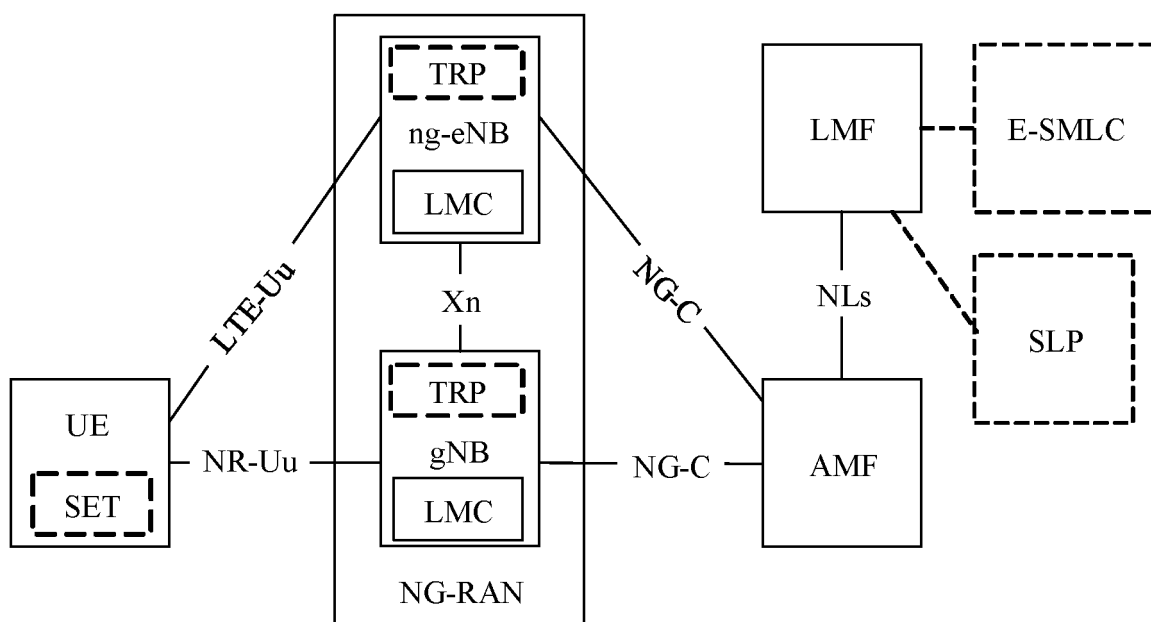 TRP
ng-eNB
LMC
LMF
E-SMLC
LTE-Uu
Xn
NG-C
NLs
SLP
UE
SET
NR-Uu
TRP
gNB
LMC
NG-C
AMF
NG-RAN